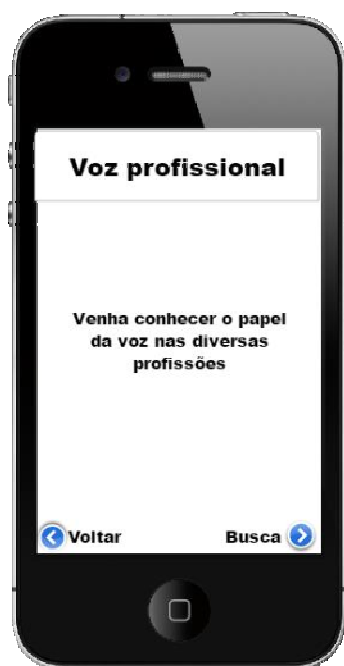 Voz profissional
Venha conhecer o papel
da voz nas diversas
profissões
Voltar
Busca